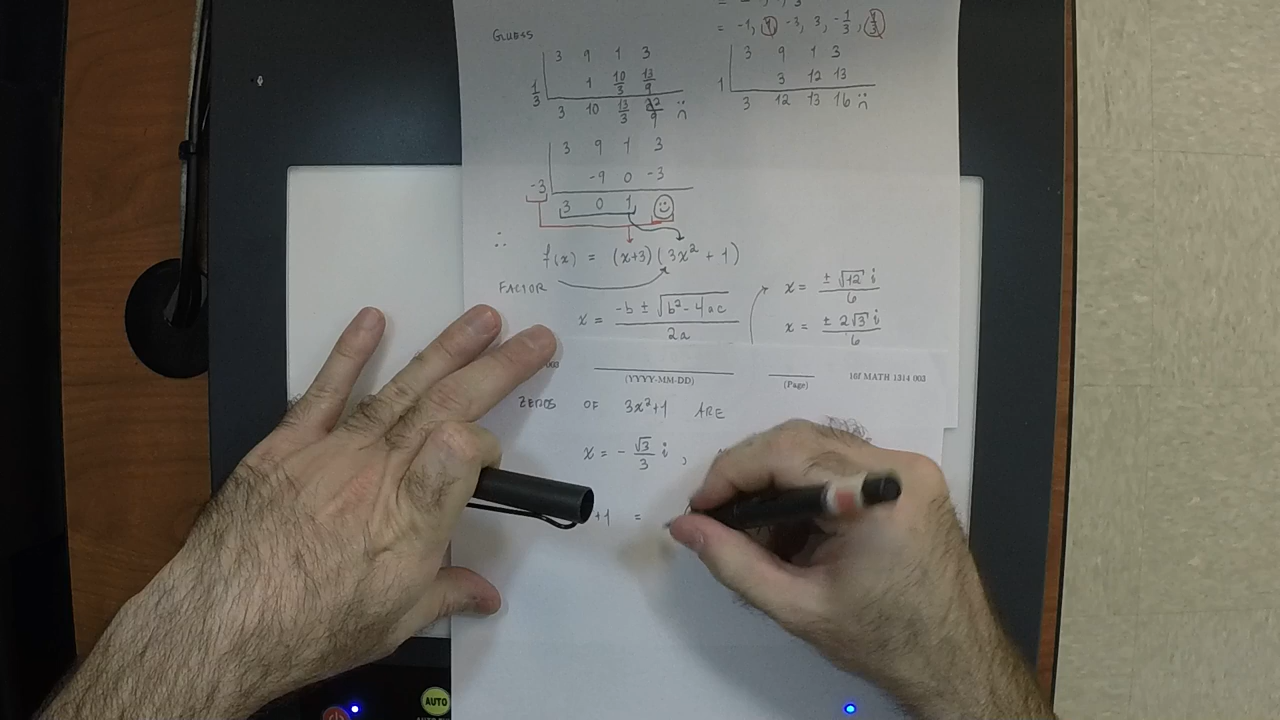 = -1, 1, -3, 3, -1/3, 1/3
GUESS
3 9 1 3
1/3 1 10/3 13/9
3 10 13/3 22/9 :(
3 9 1 3
1 3 12 13
3 12 13 16 :(
3 9 1 3
-3 -9 0 -3
3 0 1 ☺
∴ f(x) = (x+3)(3x² + 1)
FACTOR
x = (-b ± √(b² - 4ac))/2a
x = ± √12 i / 6
x = ± 2√3 i / 6
003
(YYYY-MM-DD)
(Page)
16f MATH 1314 003
ZEROS OF 3x²+1 ARE
x = - √3/3 i ,
+1 =
AUTO